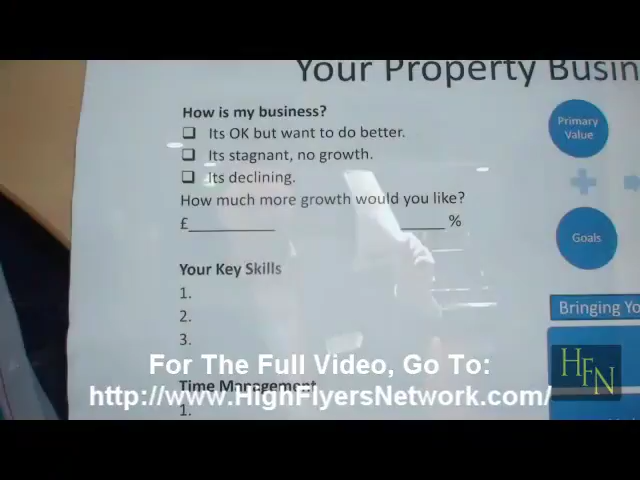 Your Property Busin
How is my business?
Its OK but want to do better.
Its stagnant, no growth.
Its declining.
How much more growth would you like?
£_________ _____ %
Your Key Skills
1.
2.
3.
Time Management
1.
Primary
Value
Goals
Bringing Yo
HFN
For The Full Video, Go To:
http://www.HighFlyersNetwork.com/